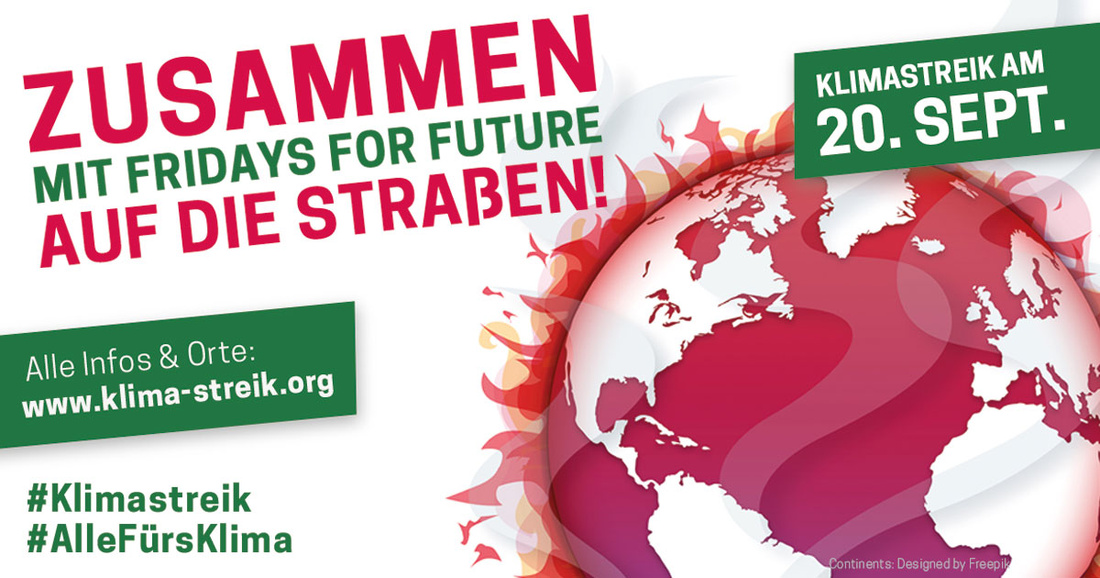 ZUSAMMEN
MIT FRIDAYS FOR FUTURE
AUF DIE STRAßEN!
KLIMASTREIK AM
20. SEPT.
Alle Infos & Orte:
www.klima-streik.org
#Klimastreik
#AlleFürsKlima
Continents: Designed by Freepik